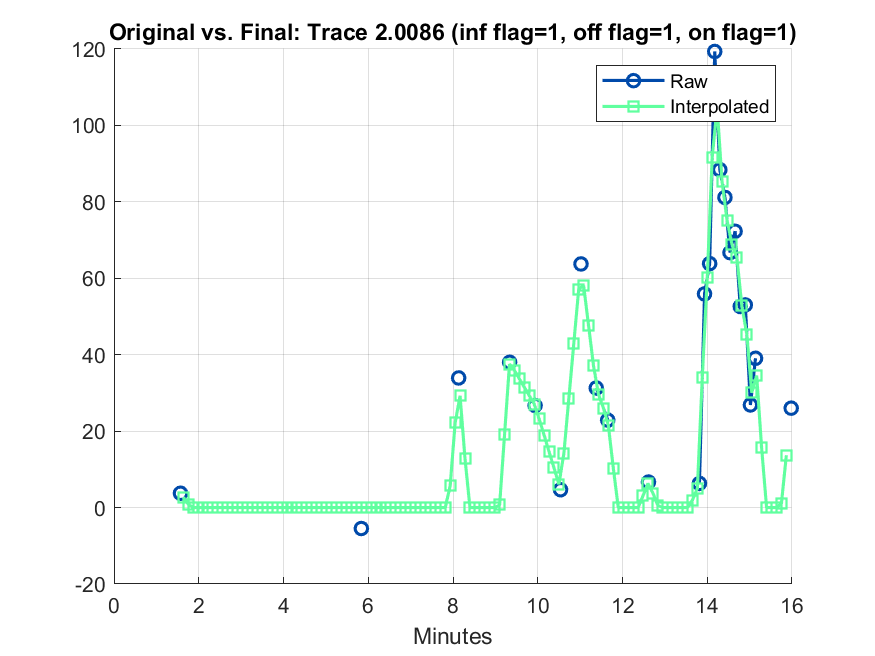 Original vs. Final: Trace 2.0086 (inf flag=1, off flag=1, on flag=1)
120
100
80
60
40
20
0
-20
Raw
Interpolated
0 2 4 6 8 10 12 14 16
Minutes